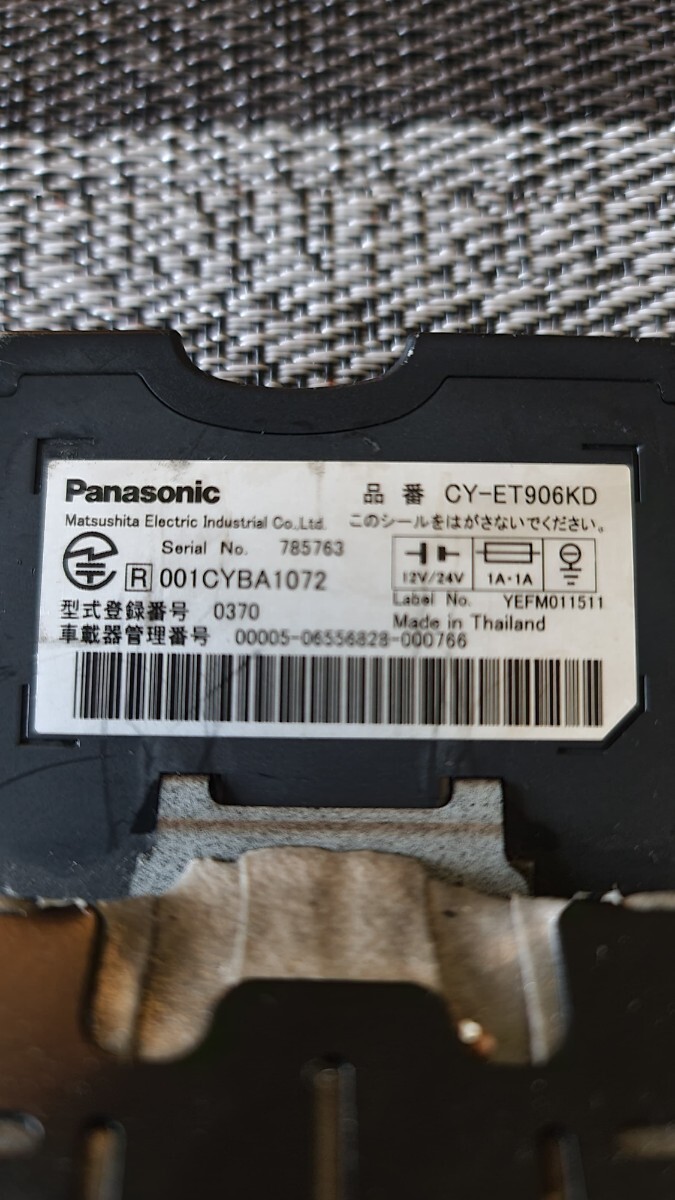 Panasonic 品番 CY-ET906KD
Matsushita Electric Industrial Co.,Ltd. このシールをはがさないでください。
Serial No. 785763
R 001CYBA1072
12V/24V 1A・1A
Label No. YEFM011511
型式登録番号 0370
Made in Thailand
車載器管理番号 00005-06556828-000766